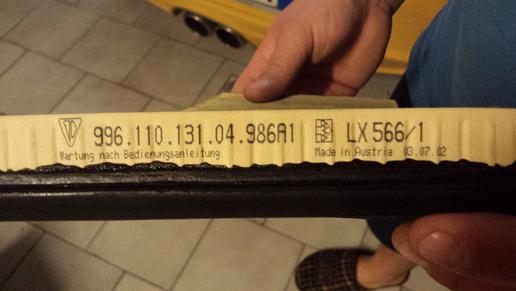 996.110.131.04.986A1 LX 566/1
Wartung nach Bedienungsanleitung Made in Austria 03.07.02